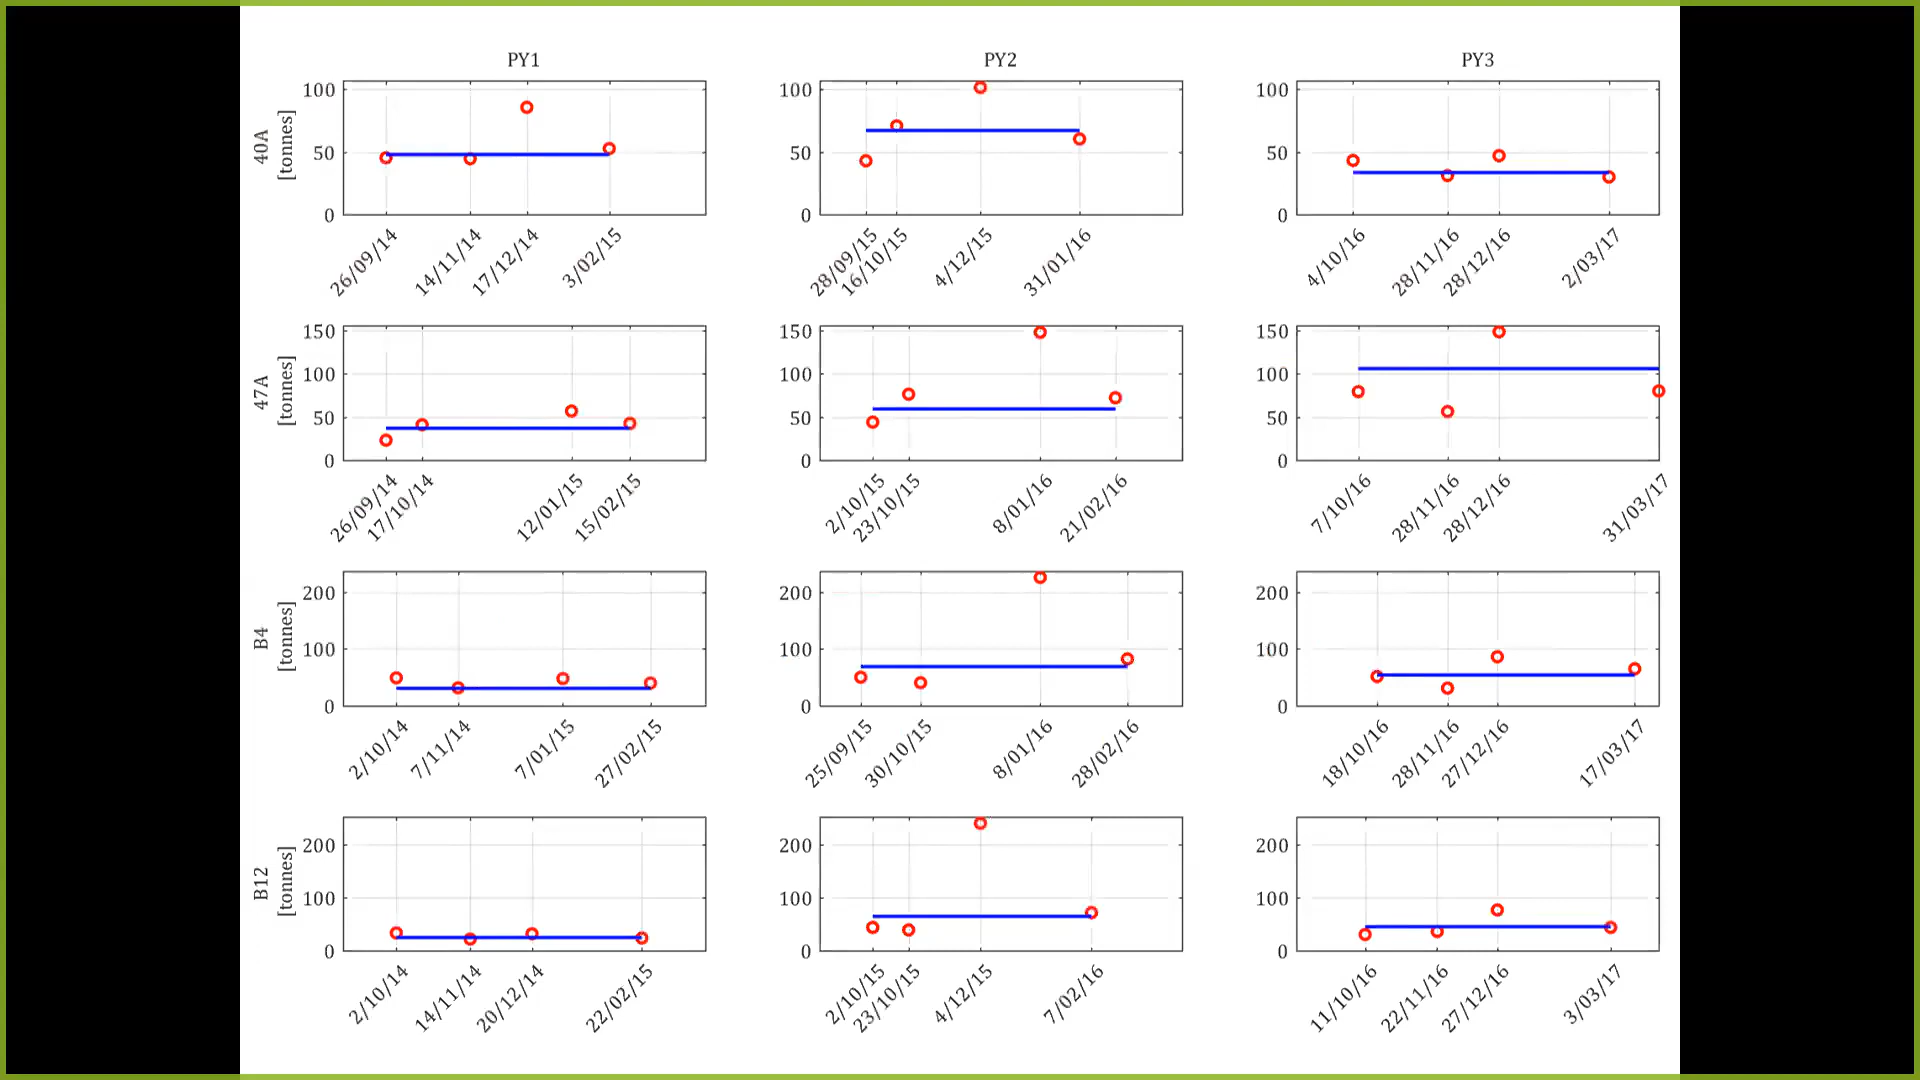 PY1 PY2 PY3
40A
[tonnes]
100 100 100
50 50 50
0 0 0
26/09/14 14/11/14 17/12/14 3/02/15 28/09/15 16/10/15 4/12/15 31/01/16 4/10/16 28/11/16 28/12/16 2/03/17
47A
[tonnes]
150 150 150
100 100 100
50 50 50
0 0 0
26/09/14 17/10/14 12/01/15 15/02/15 2/10/15 23/10/15 8/01/16 21/02/16 7/10/16 28/11/16 28/12/16 31/03/17
B4
[tonnes]
200 200 200
100 100 100
0 0 0
2/10/14 7/11/14 7/01/15 27/02/15 25/09/15 30/10/15 8/01/16 28/02/16 18/10/16 28/11/16 27/12/16 17/03/17
B12
[tonnes]
200 200 200
100 100 100
0 0 0
2/10/14 14/11/14 20/12/14 22/02/15 2/10/15 23/10/15 4/12/15 7/02/16 11/10/16 22/11/16 27/12/16 3/03/17